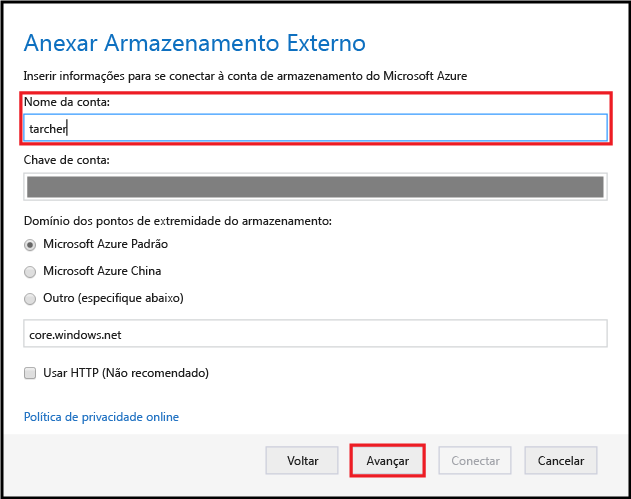 Anexar Armazenamento Externo
Inserir informações para se conectar à conta de armazenamento do Microsoft Azure
Nome da conta:
tarcher
Chave de conta:
Domínio dos pontos de extremidade do armazenamento:
Microsoft Azure Padrão
Microsoft Azure China
Outro (especifique abaixo)
core.windows.net
Usar HTTP (Não recomendado)
Política de privacidade online
Voltar Avançar Conectar Cancelar